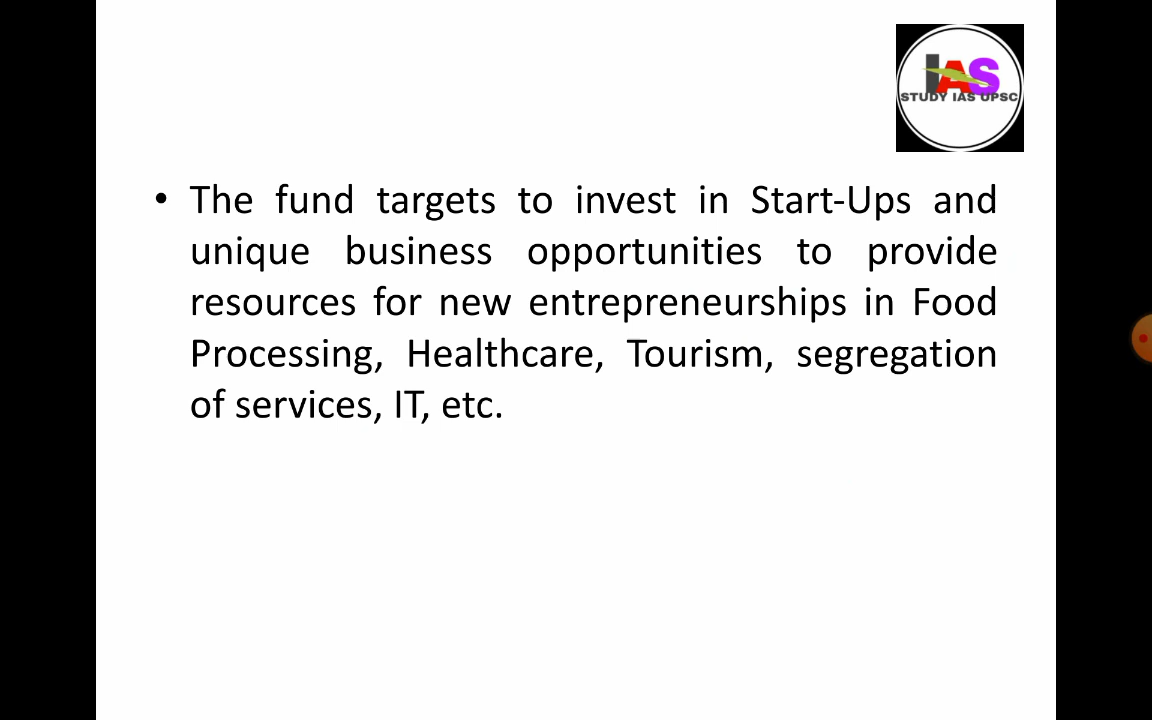 IAS
STUDY IAS UPSC
• The fund targets to invest in Start-Ups and
unique business opportunities to provide
resources for new entrepreneurships in Food
Processing, Healthcare, Tourism, segregation
of services, IT, etc.